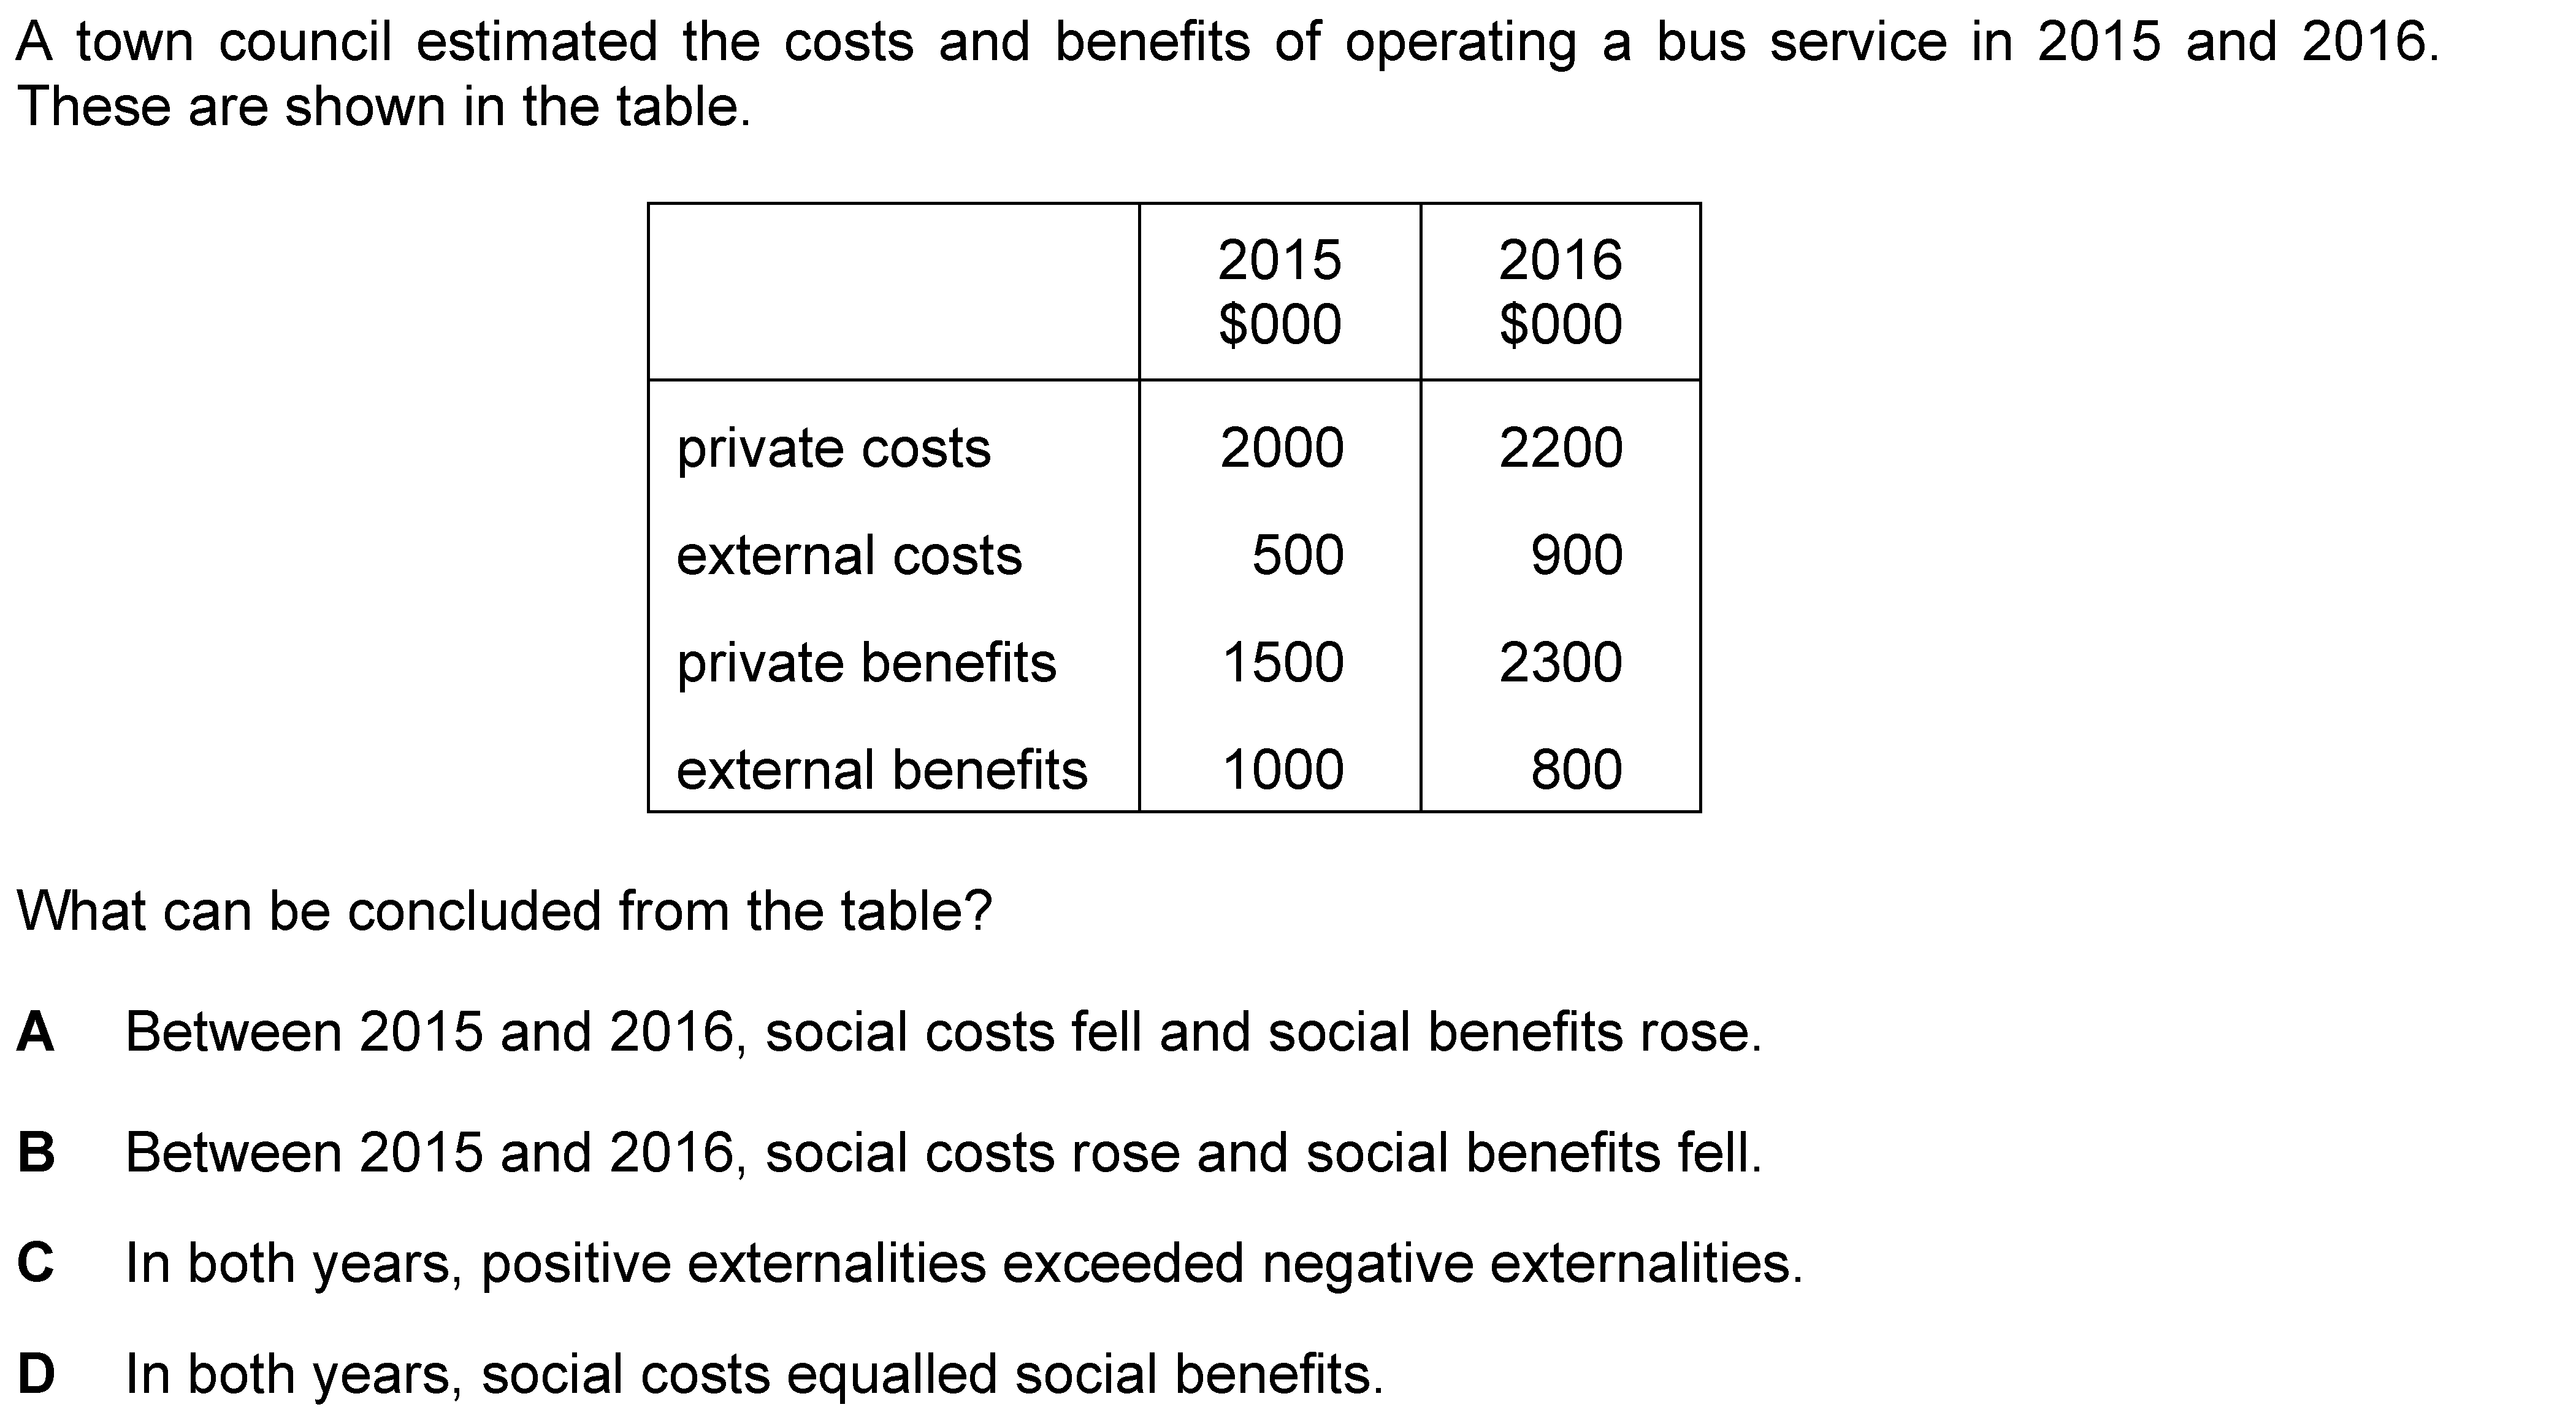 A town council estimated the costs and benefits of operating a bus service in 2015 and 2016.
These are shown in the table.
2015 2016
$000 $000
private costs 2000 2200
external costs 500 900
private benefits 1500 2300
external benefits 1000 800
What can be concluded from the table?
A Between 2015 and 2016, social costs fell and social benefits rose.
B Between 2015 and 2016, social costs rose and social benefits fell.
C In both years, positive externalities exceeded negative externalities.
D In both years, social costs equalled social benefits.